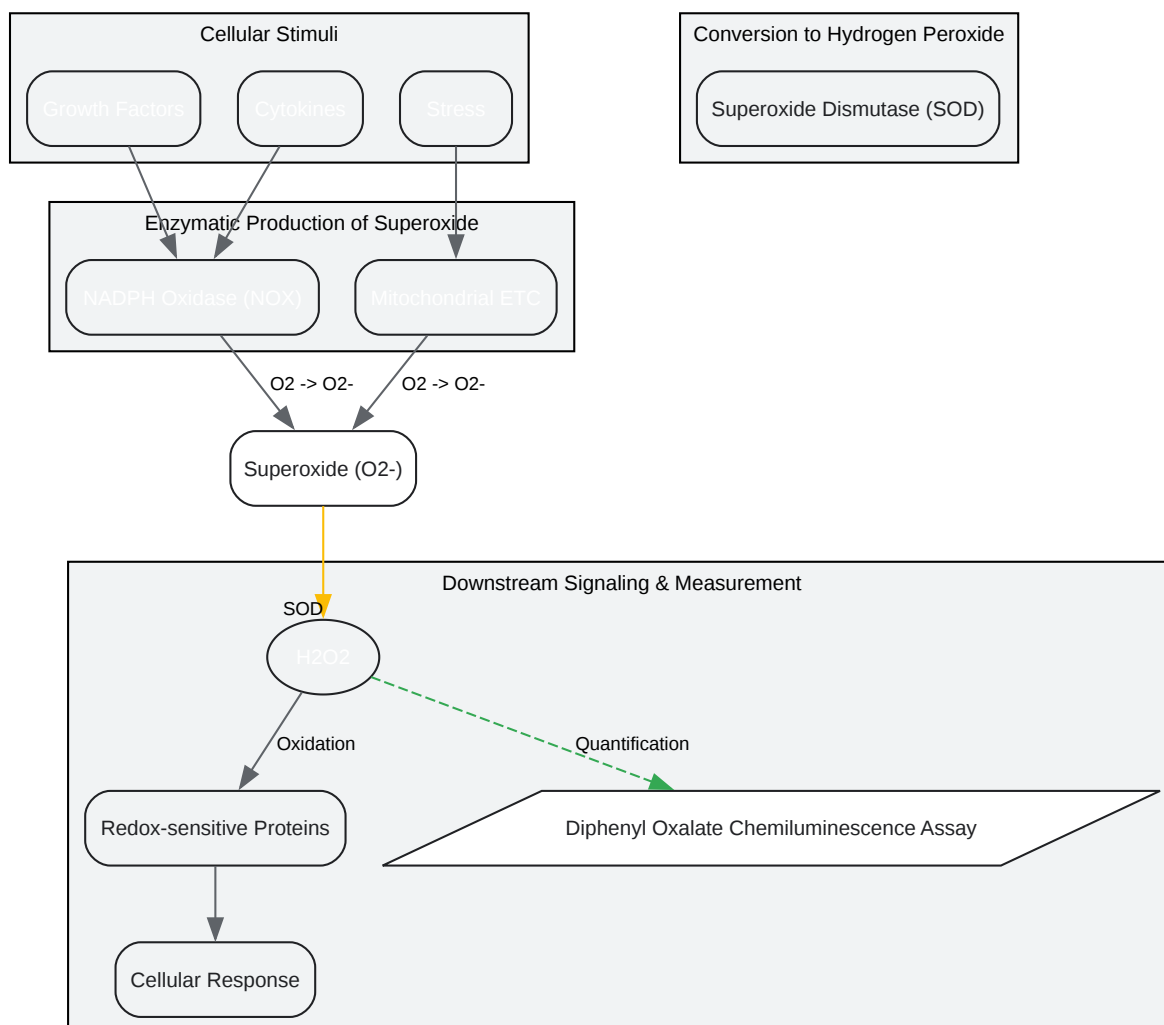 Cellular Stimuli
Growth Factors
Cytokines
Stress
Conversion to Hydrogen Peroxide
Superoxide Dismutase (SOD)
Enzymatic Production of Superoxide
NADPH Oxidase (NOX)
Mitochondrial ETC
O2 -> O2-
O2 -> O2-
Superoxide (O2-)
Downstream Signaling & Measurement
SOD
H2O2
Oxidation
Quantification
Redox-sensitive Proteins
Diphenyl Oxalate Chemiluminescence Assay
Cellular Response